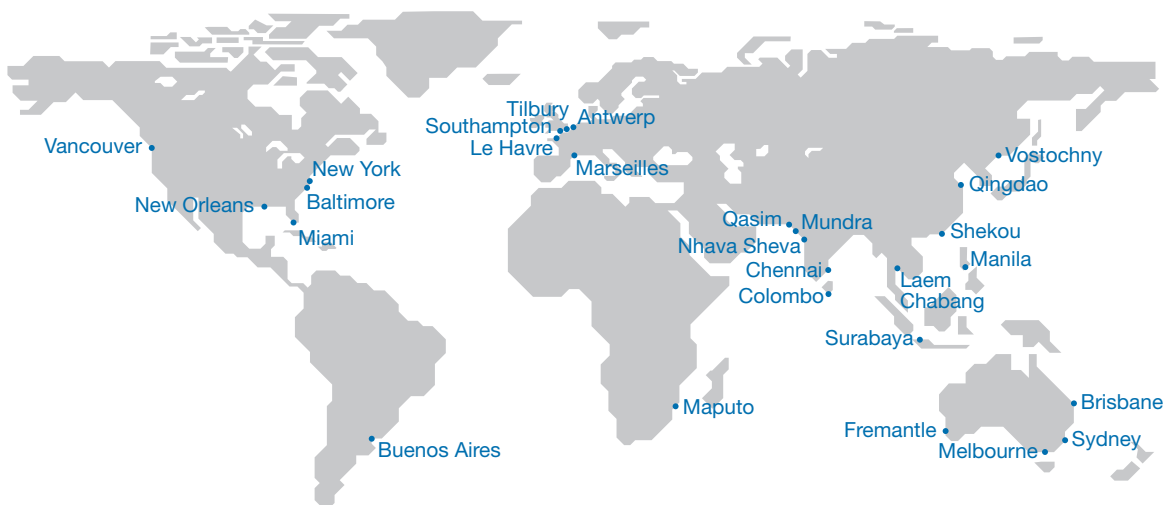 Tilbury
Antwerp
Southampton
Le Havre
Marseilles
Vancouver
New York
Baltimore
New Orleans
Miami
Vostochny
Qingdao
Qasim
Mundra
Nhava Sheva
Shekou
Chennai
Manila
Laem
Chabang
Colombo
Surabaya
Maputo
Brisbane
Fremantle
Sydney
Melbourne
Buenos Aires